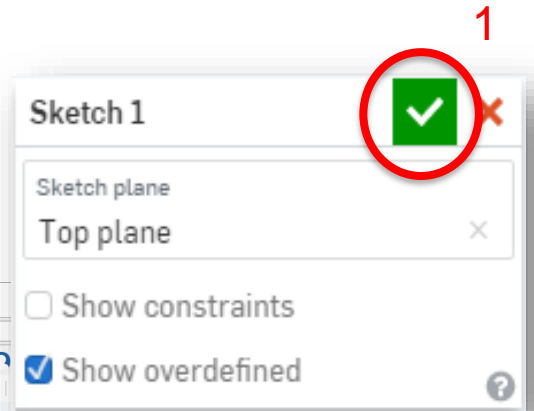 1
Sketch 1
Sketch plane
Top plane
Show constraints
Show overdefined
?